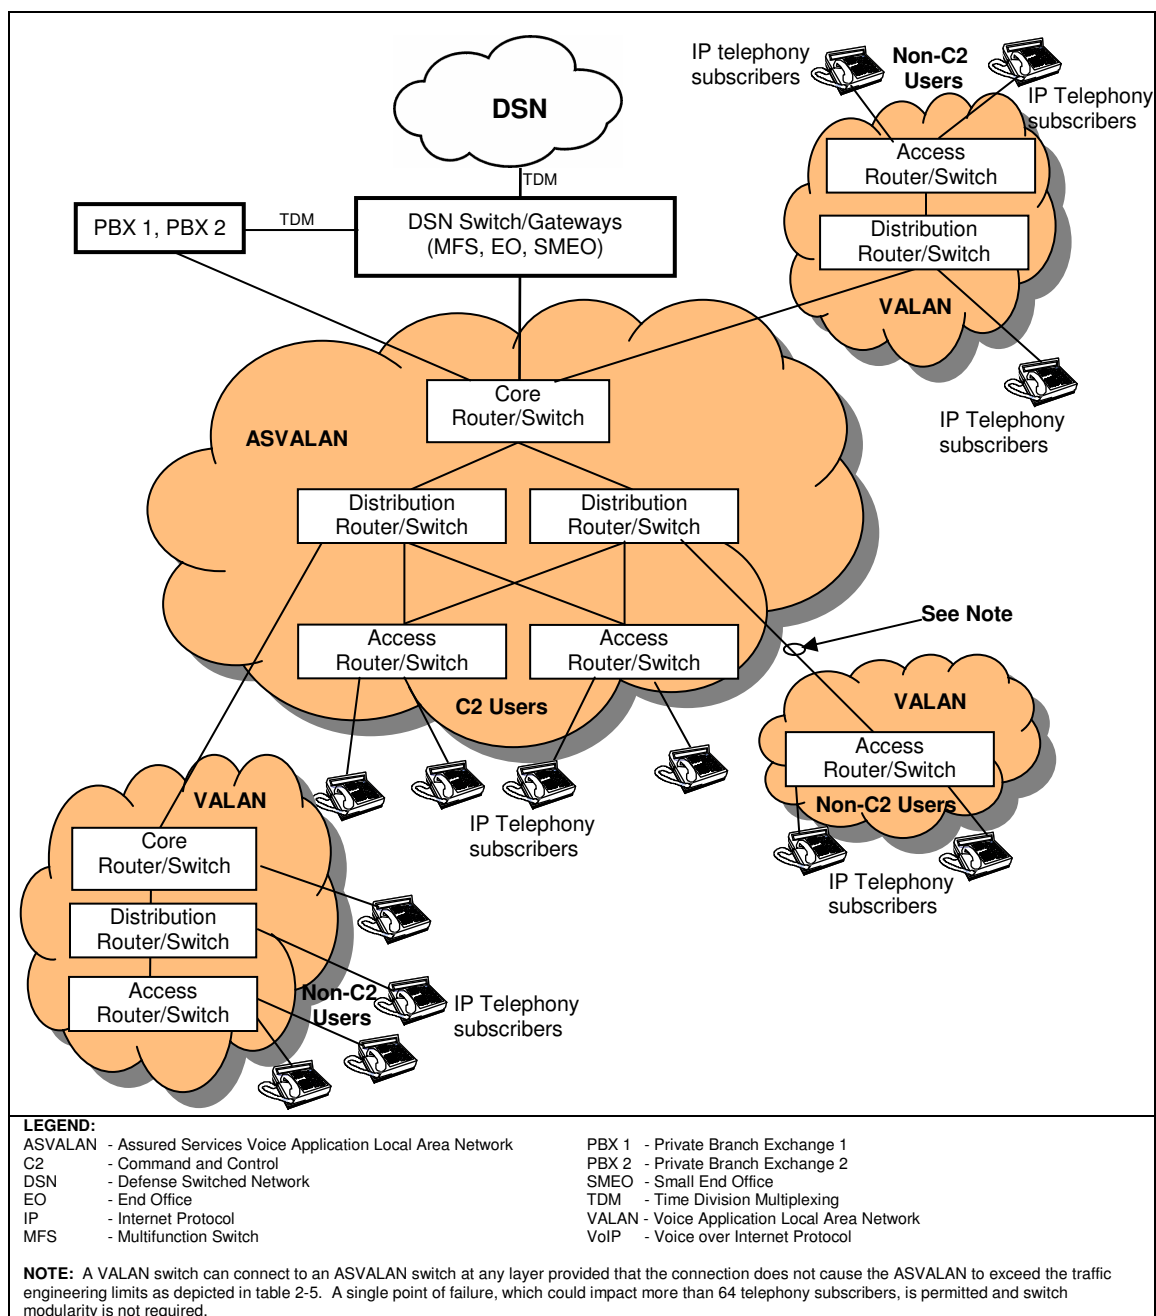 IP telephony
subscribers
Non-C2
Users
IP Telephony
subscribers
DSN
TDM
Access
Router/Switch
PBX 1, PBX 2
TDM
DSN Switch/Gateways
(MFS, EO, SMEO)
Distribution
Router/Switch
VALAN
IP Telephony
subscribers
Core
Router/Switch
ASVALAN
Distribution
Router/Switch
Distribution
Router/Switch
See Note
Access
Router/Switch
Access
Router/Switch
C2 Users
VALAN
Access
Router/Switch
Non-C2 Users
IP Telephony
subscribers
IP Telephony
subscribers
VALAN
Core
Router/Switch
Distribution
Router/Switch
Access
Router/Switch
Non-C2
Users
IP Telephony
subscribers
LEGEND:
ASVALAN - Assured Services Voice Application Local Area Network
C2 - Command and Control
DSN - Defense Switched Network
EO - End Office
IP - Internet Protocol
MFS - Multifunction Switch
PBX 1 - Private Branch Exchange 1
PBX 2 - Private Branch Exchange 2
SMEO - Small End Office
TDM - Time Division Multiplexing
VALAN - Voice Application Local Area Network
VoIP - Voice over Internet Protocol
NOTE: A VALAN switch can connect to an ASVALAN switch at any layer provided that the connection does not cause the ASVALAN to exceed the traffic
engineering limits as depicted in table 2-5. A single point of failure, which could impact more than 64 telephony subscribers, is permitted and switch
modularity is not required.